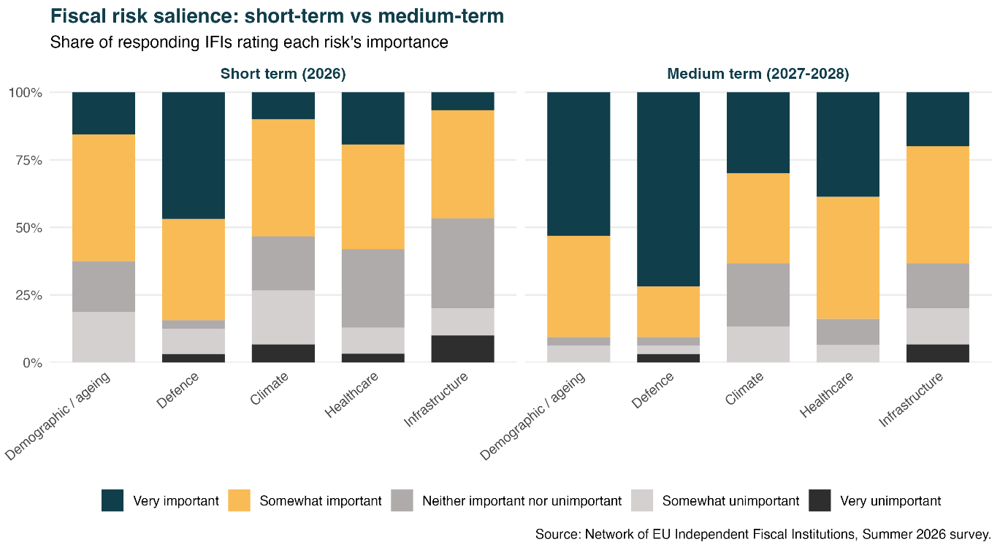 Fiscal risk salience: short-term vs medium-term
Share of responding IFIs rating each risk's importance
Short term (2026)
Medium term (2027-2028)
100%
75%
50%
25%
0%
Demographic / ageing
Defence
Climate
Healthcare
Infrastructure
Demographic / ageing
Defence
Climate
Healthcare
Infrastructure
Very important
Somewhat important
Neither important nor unimportant
Somewhat unimportant
Very unimportant
Source: Network of EU Independent Fiscal Institutions, Summer 2026 survey.